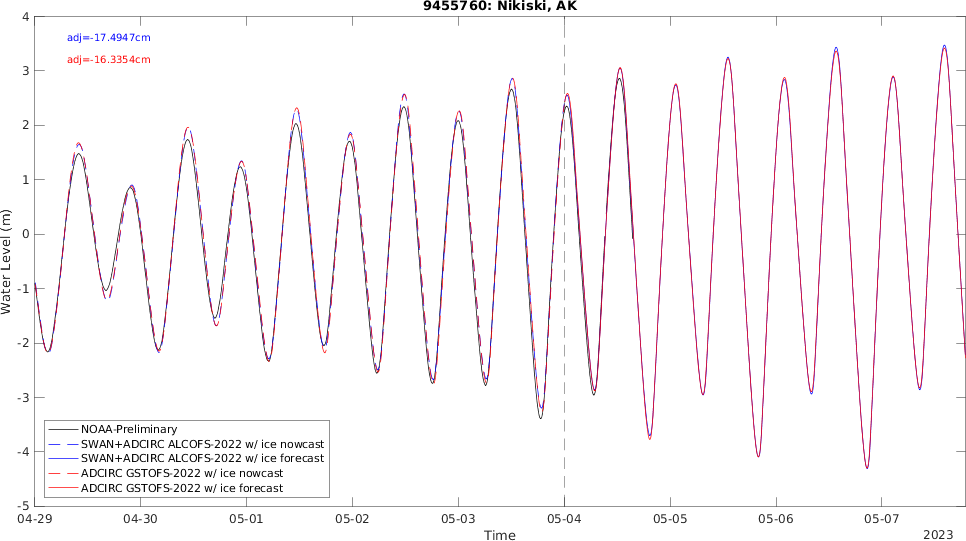 9455760: Nikiski, AK
adj=-17.4947cm
adj=-16.3354cm
Water Level (m)
4
3
2
1
0
-1
-2
-3
-4
-5
NOAA-Preliminary
SWAN+ADCIRC ALCOFS-2022 w/ ice nowcast
SWAN+ADCIRC ALCOFS-2022 w/ ice forecast
ADCIRC GSTOFS-2022 w/ ice nowcast
ADCIRC GSTOFS-2022 w/ ice forecast
04-29 04-30 05-01 05-02 05-03 05-04 05-05 05-06 05-07
Time
2023